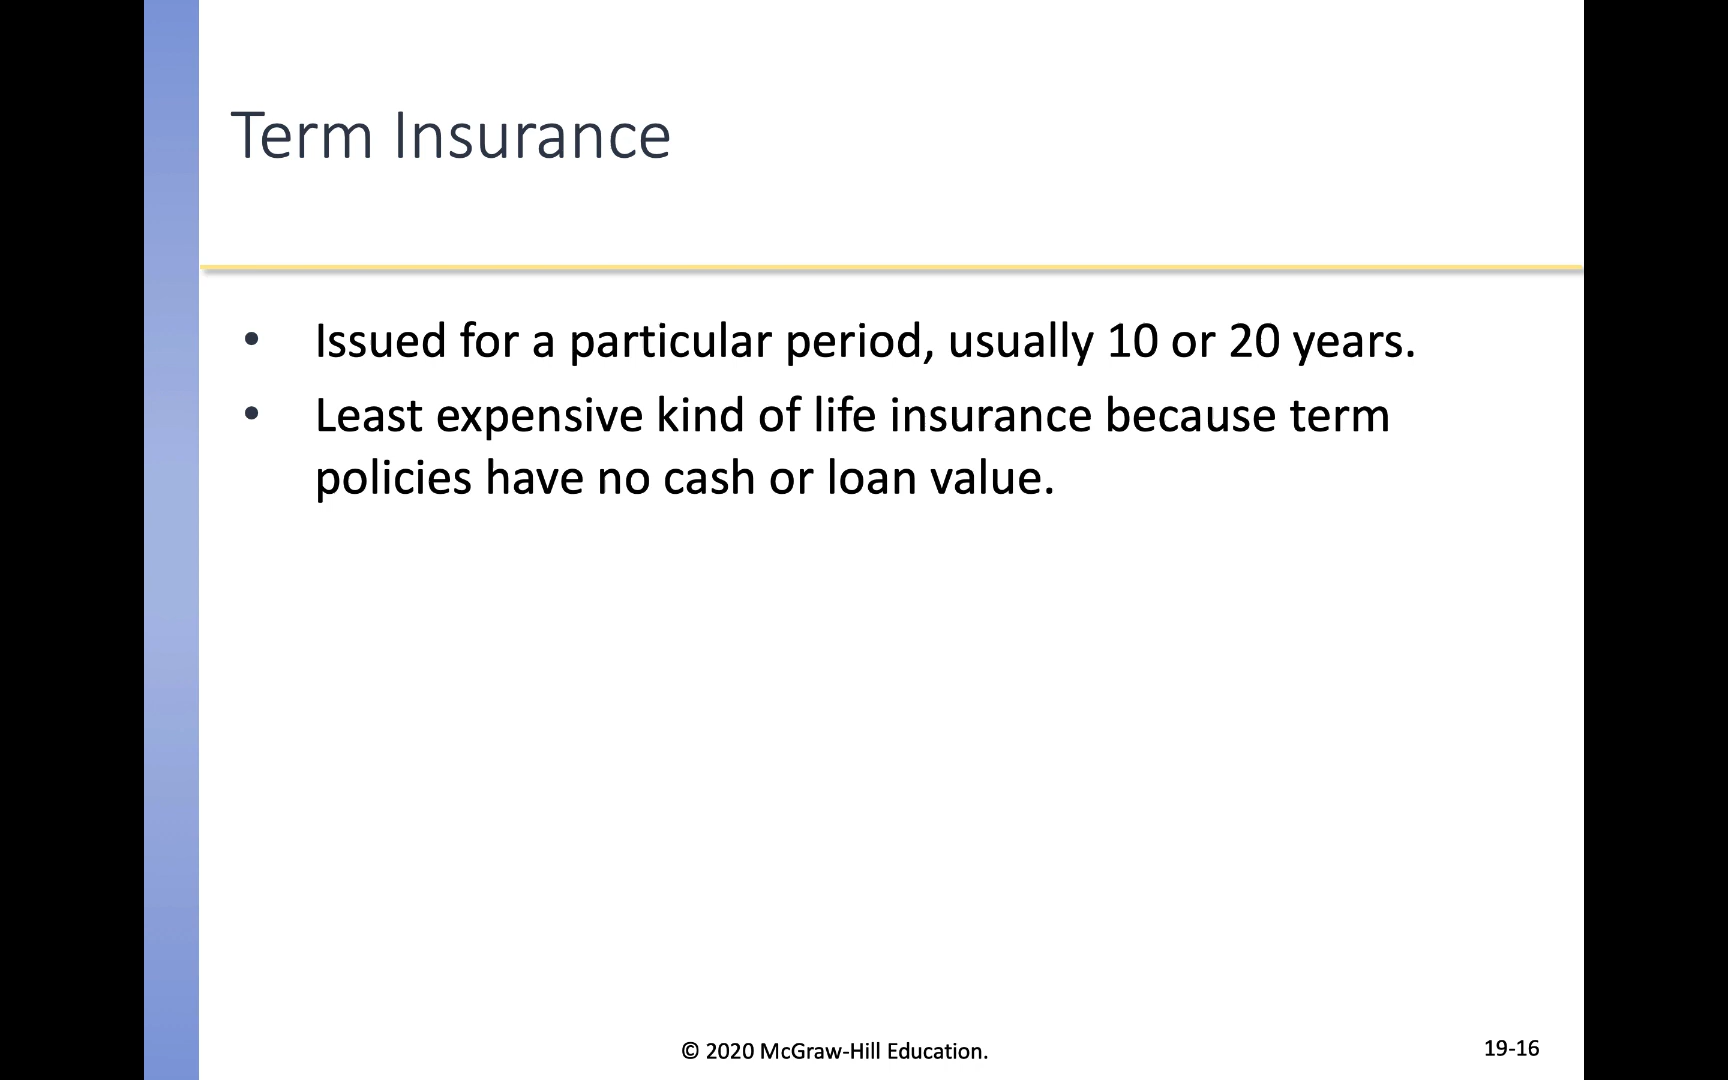 Term Insurance
• Issued for a particular period, usually 10 or 20 years.
• Least expensive kind of life insurance because term
policies have no cash or loan value.
© 2020 McGraw-Hill Education.
19-16